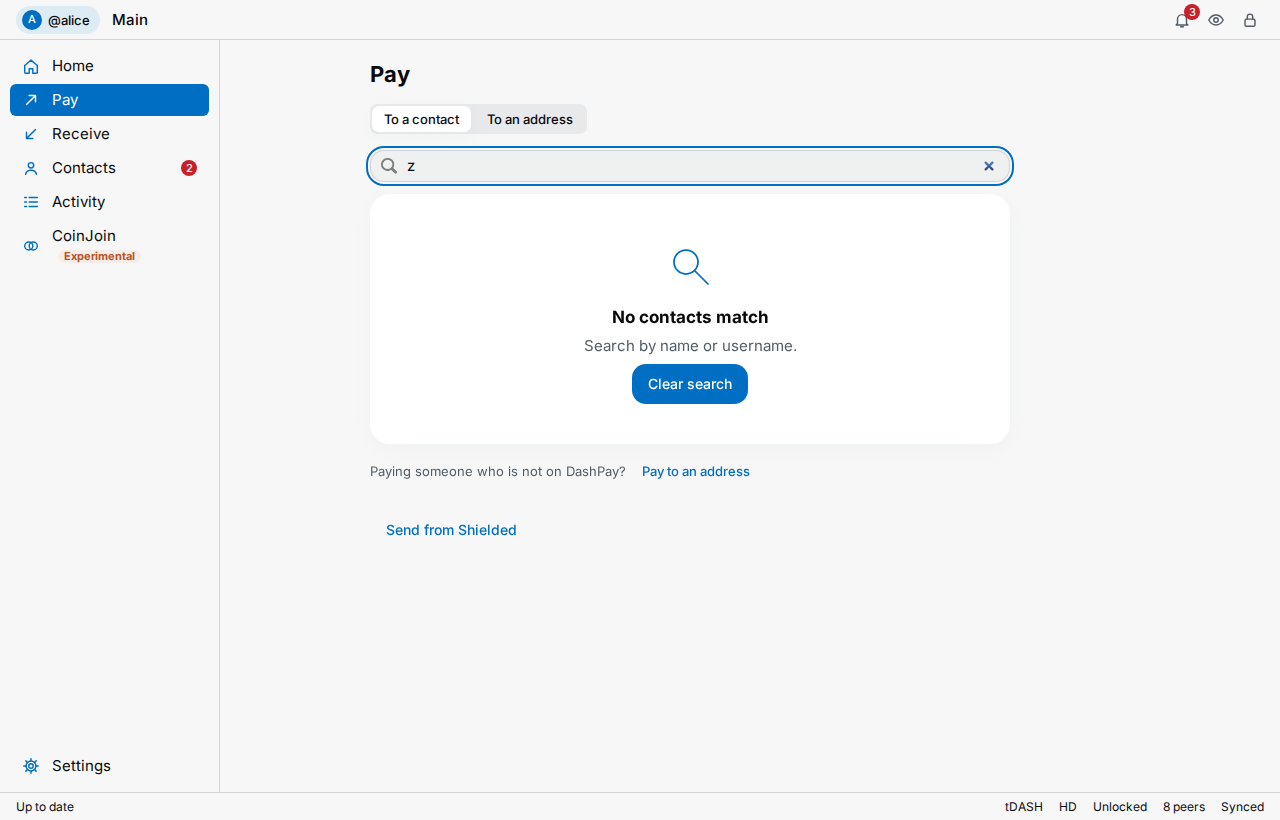 A @alice Main 3
Home
Pay
Receive
Contacts 2
Activity
CoinJoin
Experimental
Settings
Pay
To a contact To an address
z
No contacts match
Search by name or username.
Clear search
Paying someone who is not on DashPay? Pay to an address
Send from Shielded
Up to date tDASH HD Unlocked 8 peers Synced